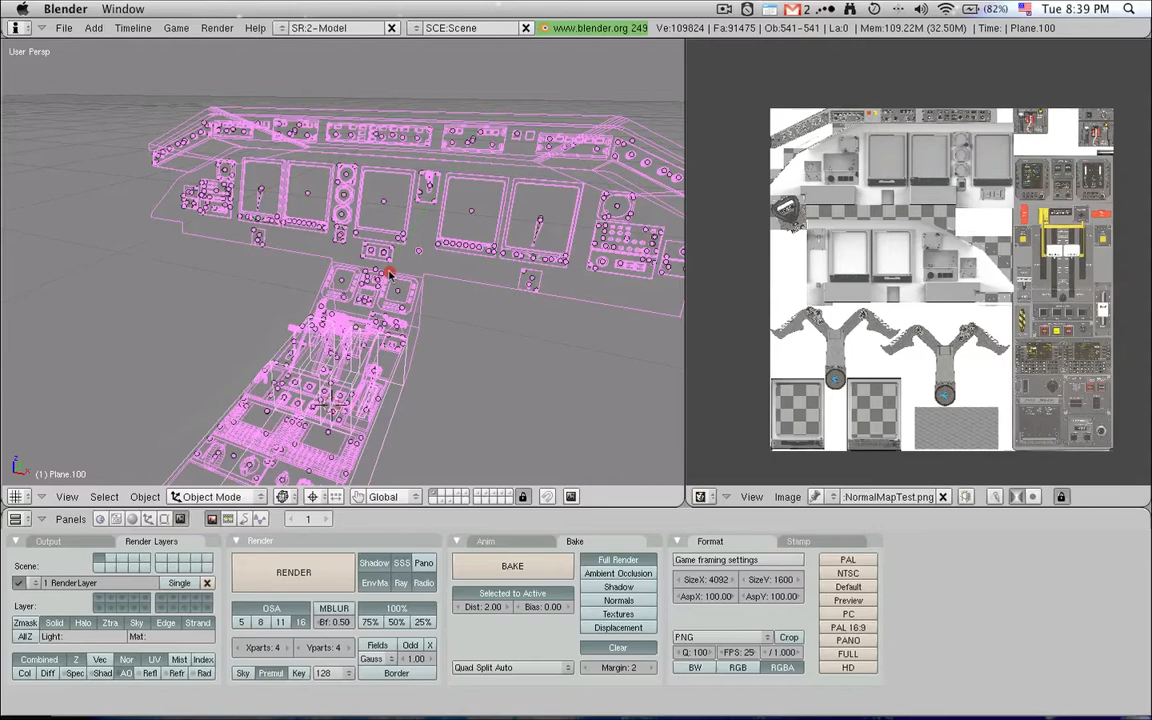 Blender Window 2 (82%) Tue 8:39 PM
File Add Timeline Game Render Help SR:2-Model SCE:Scene www.blender.org 249 Ve:109824 | Fa:91475 | Ob:541-541 | La:0 | Mem:109.22M (32.50M) | Time: | Plane.100
User Persp
z
x
(1) Plane.100
View Select Object Object Mode Global
View Image :NormalMapTest.png
Panels 1
Output Render Layers
Scene:
1 RenderLayer Single
Layer:
Zmask Solid Halo Ztra Sky Edge Strand
AllZ Light: Mat:
Combined Z Vec Nor UV Mist Index
Col Diff Spec Shad AO Refl Refr Rad
Render
RENDER
Shadow SSS Pano
EnvMa Ray Radio
OSA MBLUR 100%
5 8 11 16 Bf: 0.50 75% 50% 25%
Xparts: 4 Yparts: 4 Fields Odd X
Gauss 1.00
Sky Premul Key 128 Border
Anim Bake
BAKE
Selected to Active
Dist: 2.00 Bias: 0.00
Quad Split Auto
Full Render
Ambient Occlusion
Shadow
Normals
Textures
Displacement
Clear
Margin: 2
Format Stamp
Game framing settings
SizeX: 4092 SizeY: 1600
AspX: 100.00 AspY: 100.00
PNG Crop
Q: 100 FPS: 25 / 1.000
BW RGB RGBA
PAL
NTSC
Default
Preview
PC
PAL 16:9
PANO
FULL
HD